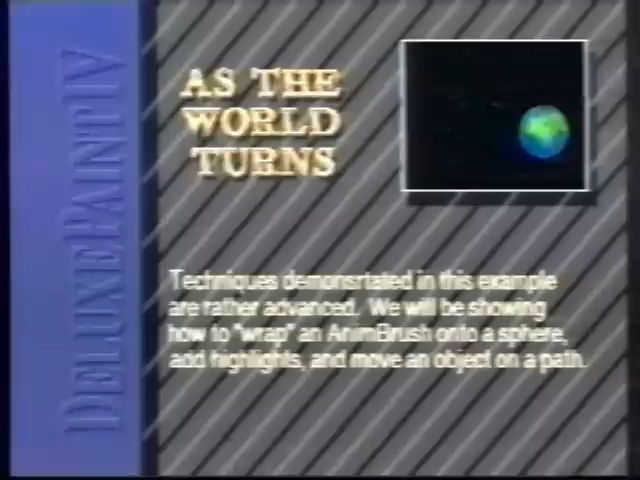 DELUXEPAINT IV
AS THE
WORLD
TURNS
Techniques demonsrtated in this example
are rather advanced. We will be showing
how to "wrap" an AnimBrush onto a sphere,
add highlights, and move an object on a path.